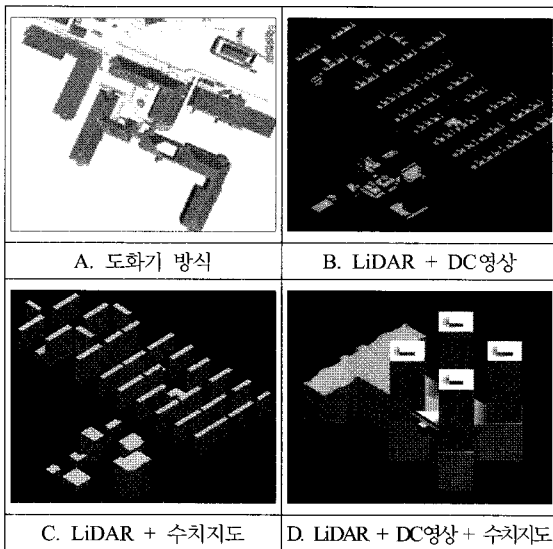 A. 도화기 방식
B. LiDAR + DC영상
C. LiDAR + 수치지도
D. LiDAR + DC영상 + 수치지도